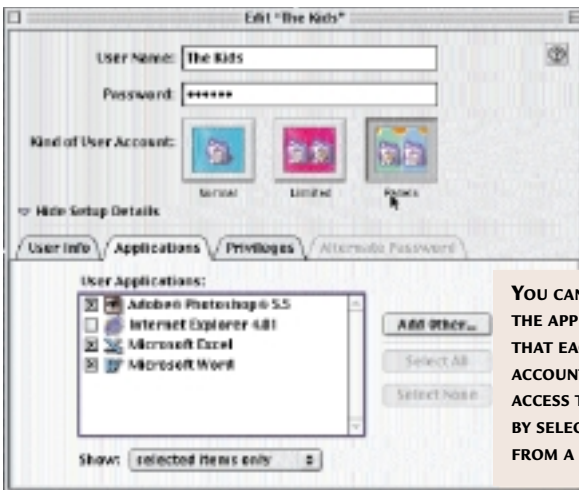 Edit "The Kids"
User Name: The Kids
Password: ••••••
Kind of User Account:
Normal Limited Panels
Hide Setup Details
User Info Applications Privileges Alternate Password
User Applications:
Adobe® Photoshop® 5.5
Internet Explorer 4.01
Microsoft Excel
Microsoft Word
Add Other...
Select All
Select None
Show: selected items only
YOU CAN
THE APP
THAT EA
ACCOUNT
ACCESS T
BY SELEC
FROM A